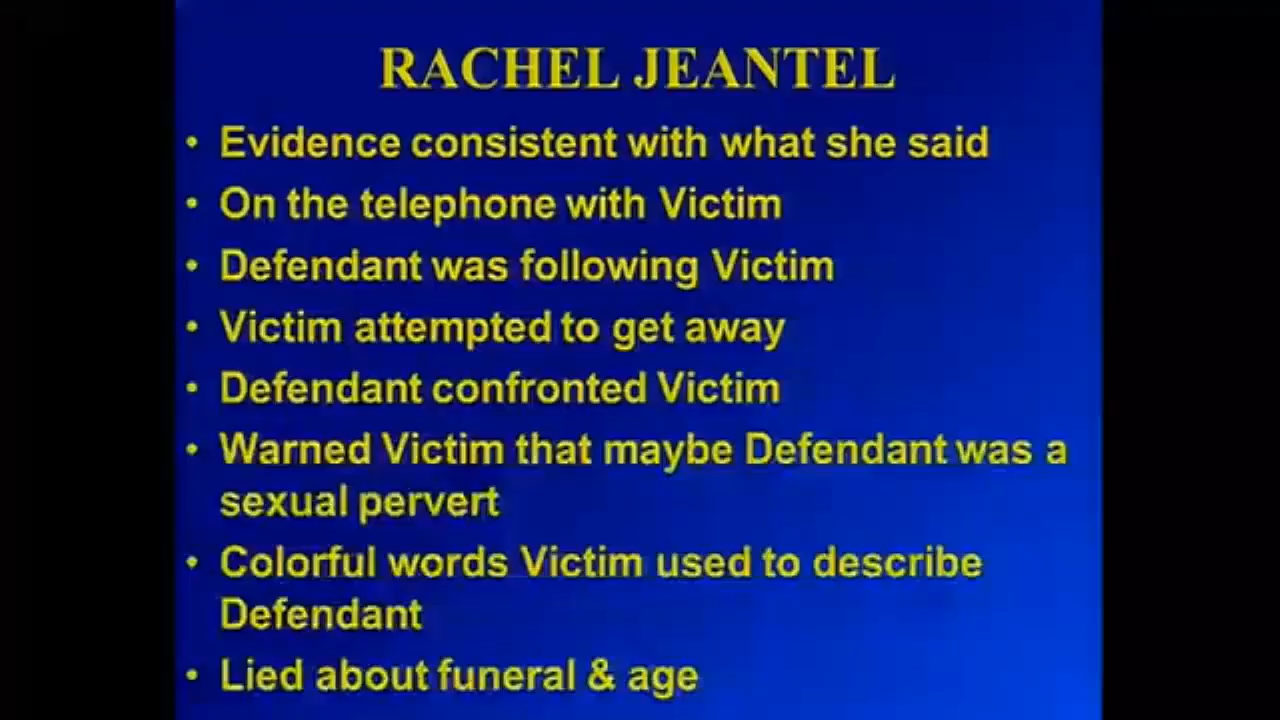 RACHEL JEANTEL
• Evidence consistent with what she said
• On the telephone with Victim
• Defendant was following Victim
• Victim attempted to get away
• Defendant confronted Victim
• Warned Victim that maybe Defendant was a
sexual pervert
• Colorful words Victim used to describe
Defendant
• Lied about funeral & age